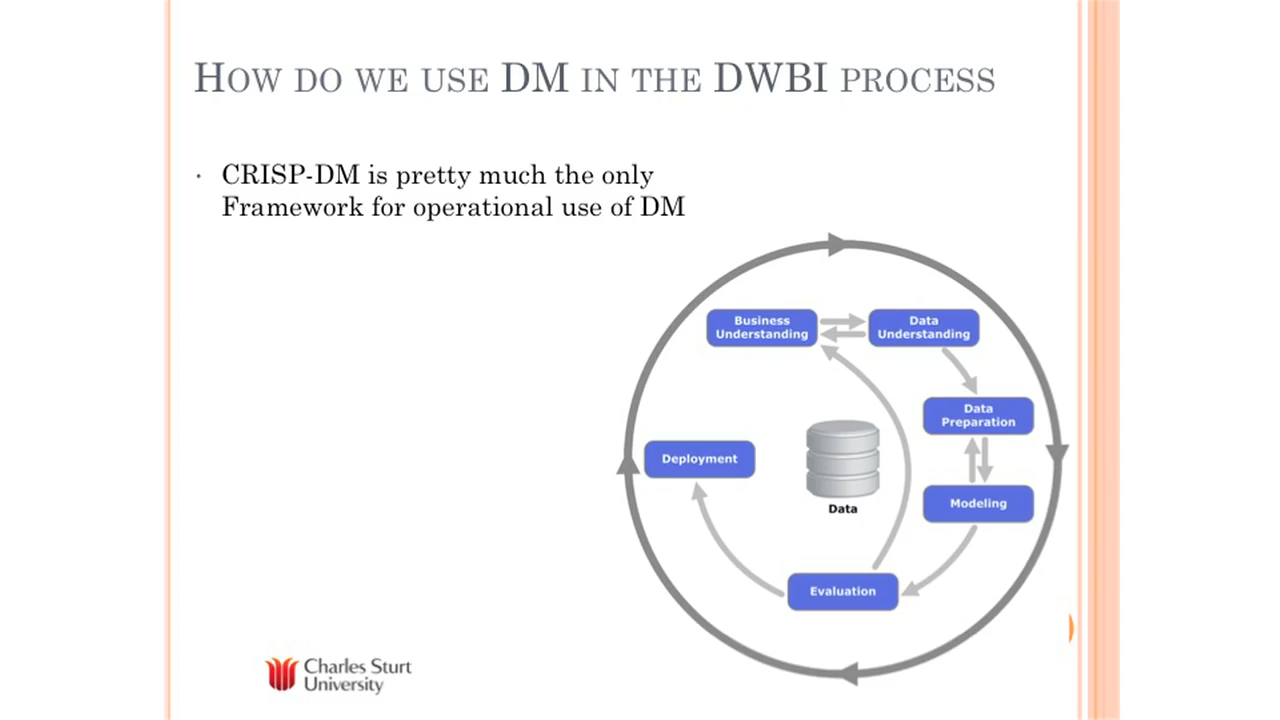 HOW DO WE USE DM IN THE DWBI PROCESS
• CRISP-DM is pretty much the only
Framework for operational use of DM
Business
Understanding
Data
Understanding
Data
Preparation
Deployment
Data
Modeling
Evaluation
Charles Sturt
University